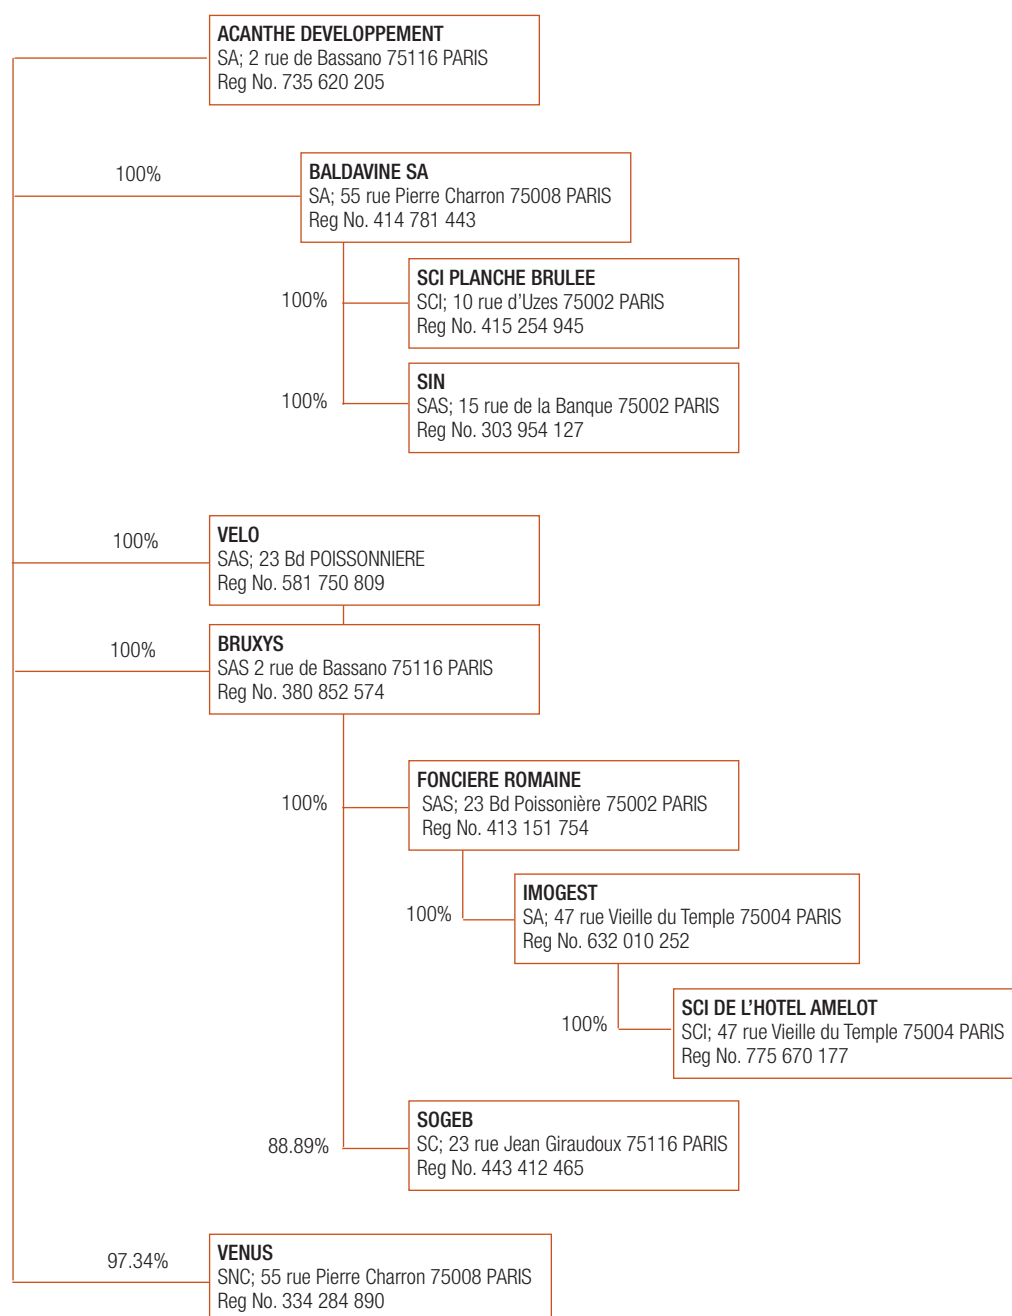 ACANTHE DEVELOPPEMENT
SA; 2 rue de Bassano 75116 PARIS
Reg No. 735 620 205
100%
BALDAVINE SA
SA; 55 rue Pierre Charron 75008 PARIS
Reg No. 414 781 443
100%
SCI PLANCHE BRULEE
SCI; 10 rue d'Uzes 75002 PARIS
Reg No. 415 254 945
100%
SIN
SAS; 15 rue de la Banque 75002 PARIS
Reg No. 303 954 127
100%
VELO
SAS; 23 Bd POISSONNIERE
Reg No. 581 750 809
100%
BRUXYS
SAS 2 rue de Bassano 75116 PARIS
Reg No. 380 852 574
100%
FONCIERE ROMAINE
SAS; 23 Bd Poissonière 75002 PARIS
Reg No. 413 151 754
100%
IMOGEST
SA; 47 rue Vieille du Temple 75004 PARIS
Reg No. 632 010 252
100%
SCI DE L'HOTEL AMELOT
SCI; 47 rue Vieille du Temple 75004 PARIS
Reg No. 775 670 177
88.89%
SOGEB
SC; 23 rue Jean Giraudoux 75116 PARIS
Reg No. 443 412 465
97.34%
VENUS
SNC; 55 rue Pierre Charron 75008 PARIS
Reg No. 334 284 890